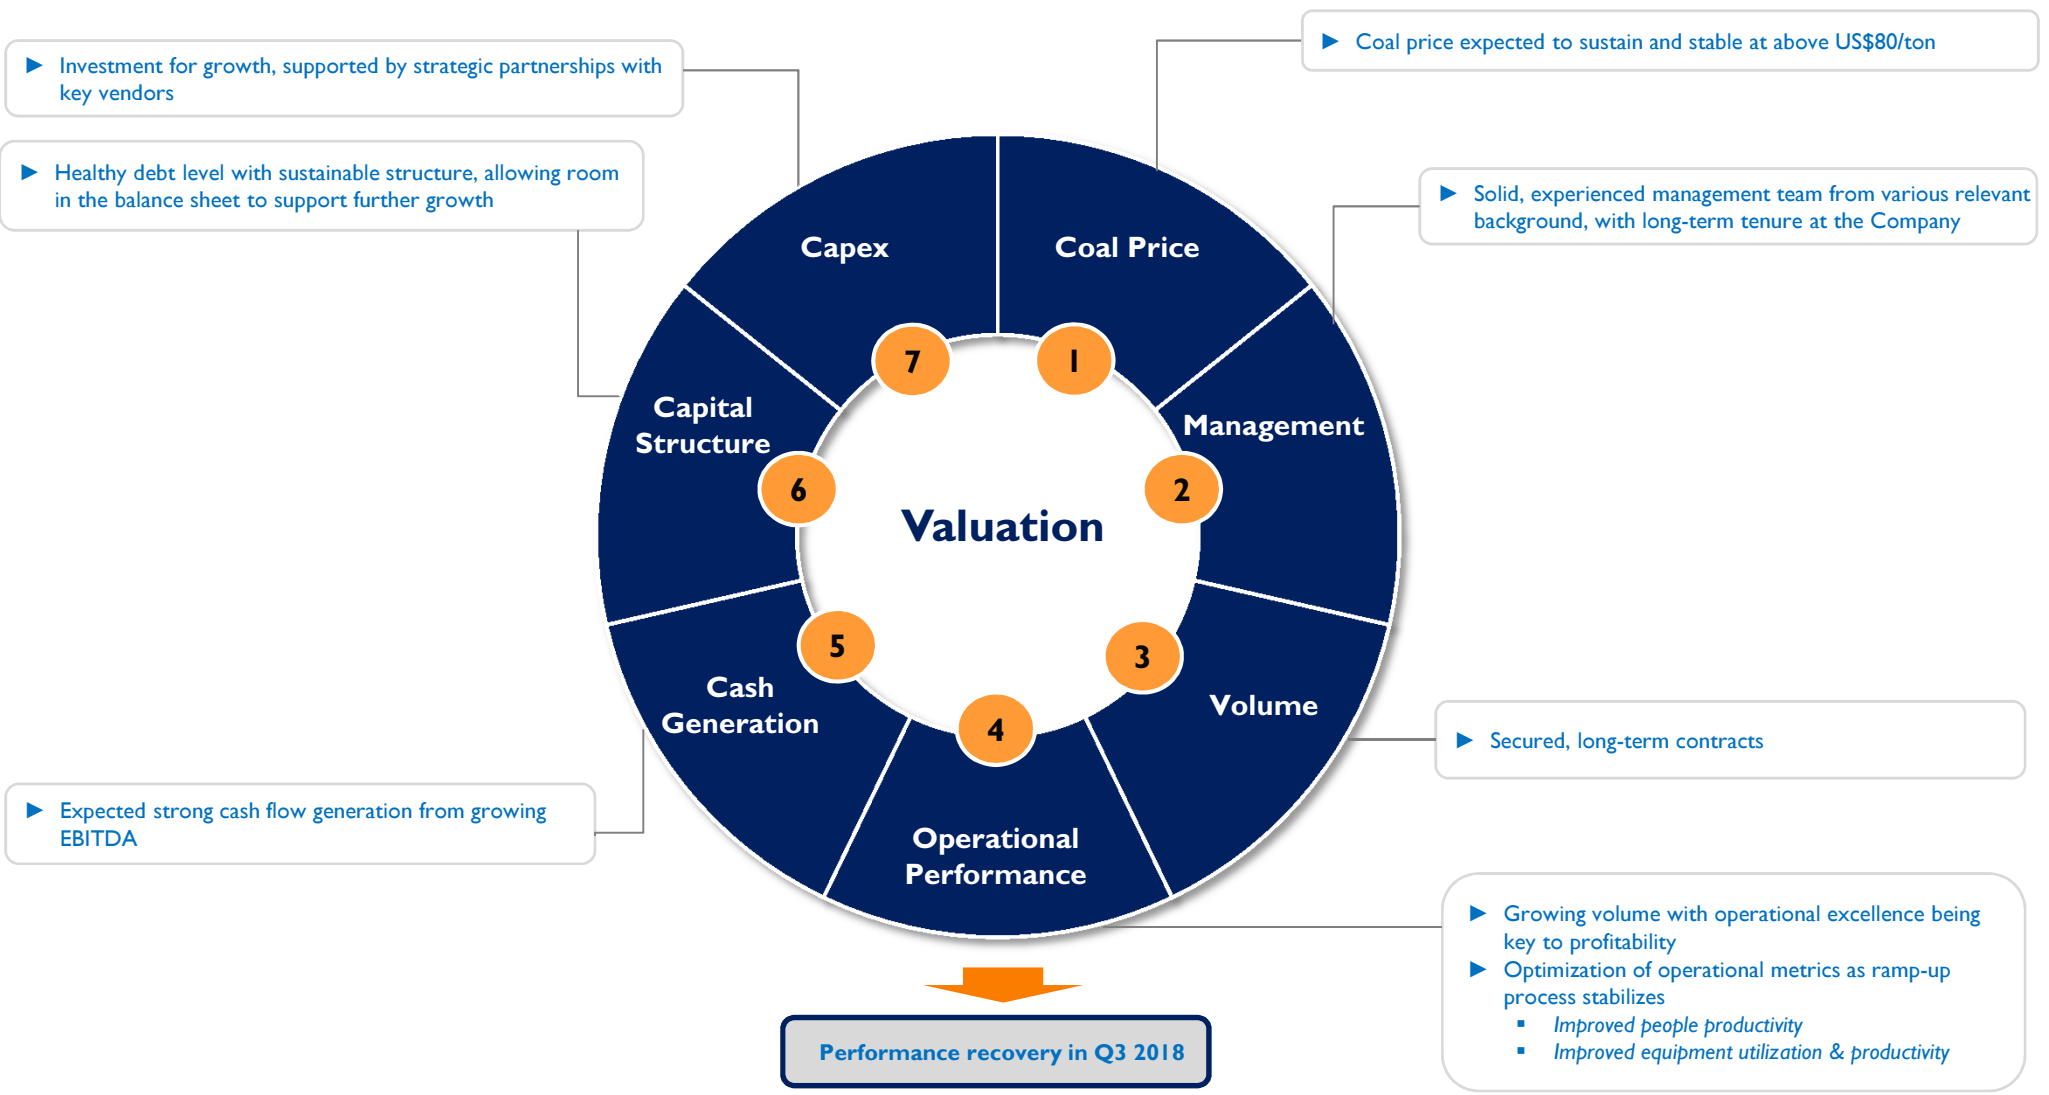 ► Coal price expected to sustain and stable at above US$80/ton
► Investment for growth, supported by strategic partnerships with
key vendors
► Healthy debt level with sustainable structure, allowing room
in the balance sheet to support further growth
► Solid, experienced management team from various relevant
background, with long-term tenure at the Company
Capex
Coal Price
7
1
Capital
Structure
Management
6
2
Valuation
5
3
Cash
Generation
Volume
4
► Secured, long-term contracts
► Expected strong cash flow generation from growing
EBITDA
Operational
Performance
► Growing volume with operational excellence being
key to profitability
► Optimization of operational metrics as ramp-up
process stabilizes
▪ Improved people productivity
▪ Improved equipment utilization & productivity
Performance recovery in Q3 2018